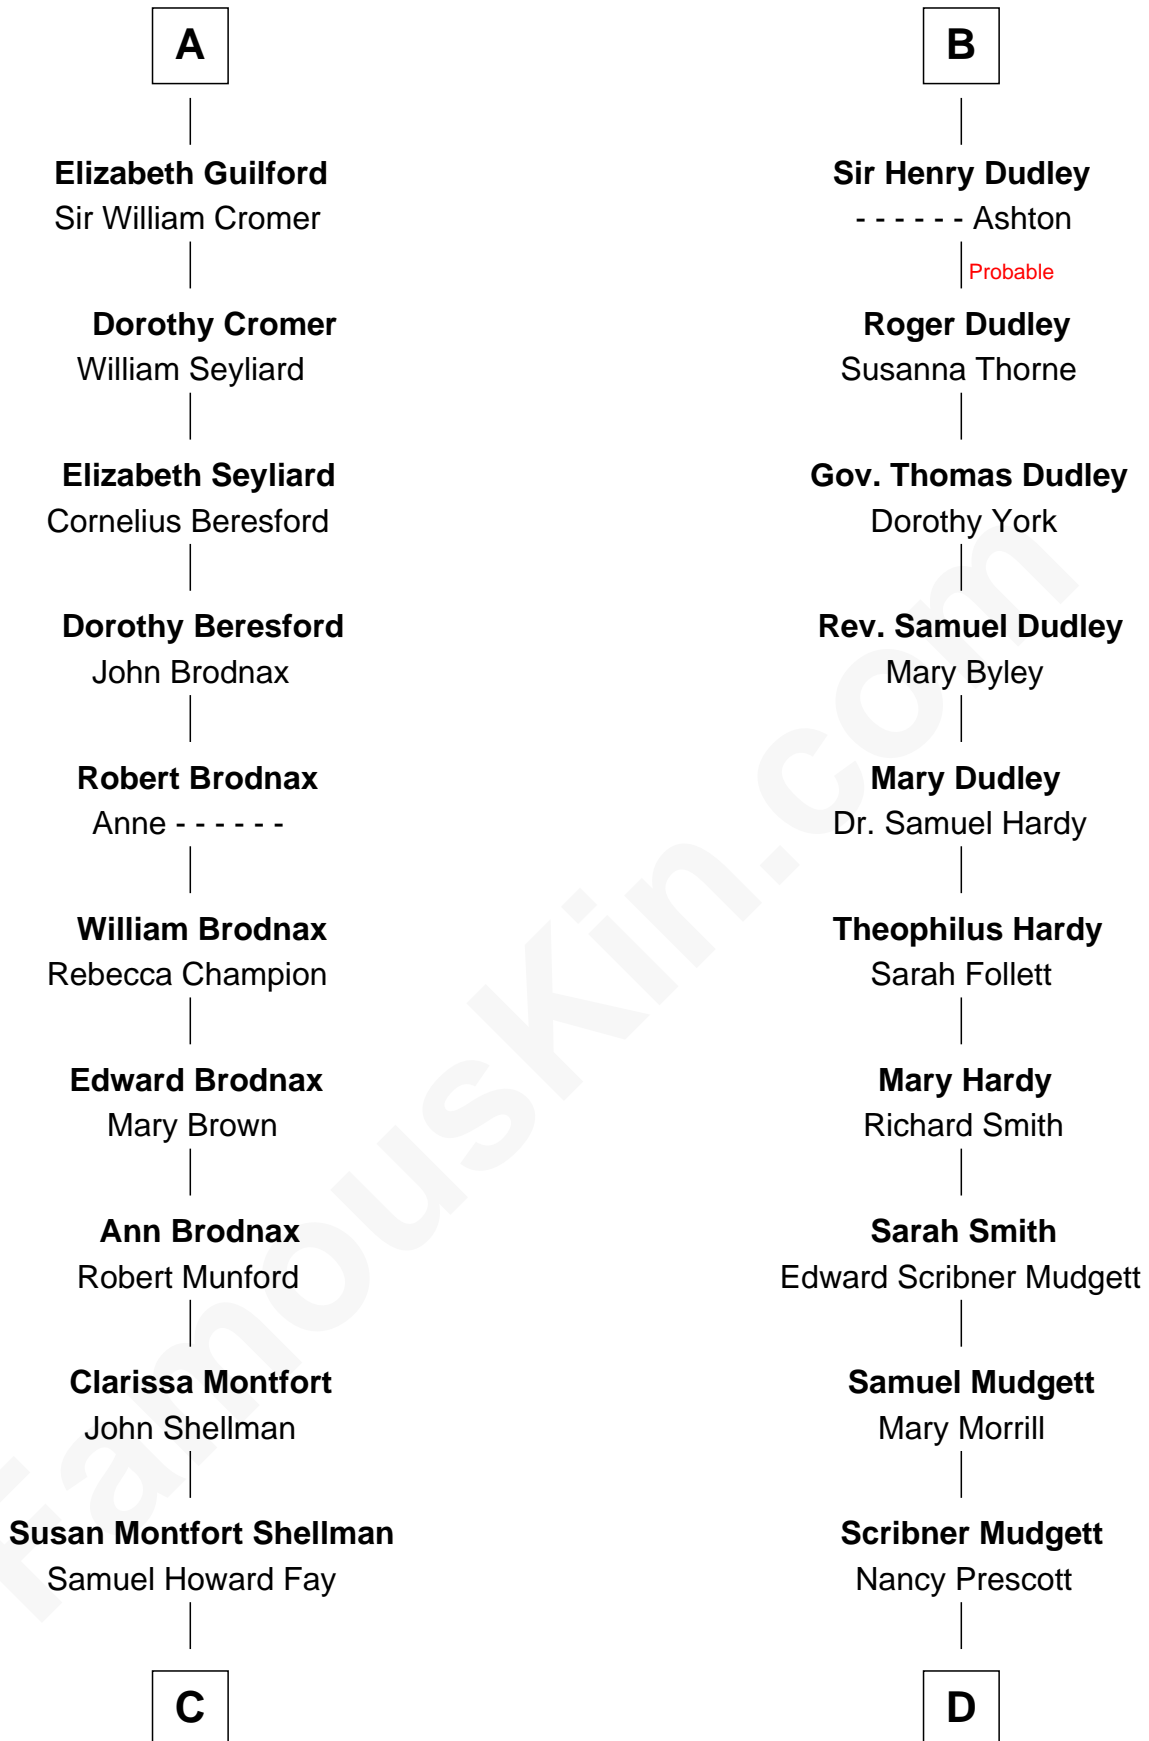 A
Elizabeth Guilford
Sir William Cromer
Dorothy Cromer
William Seyliard
Elizabeth Seyliard
Cornelius Beresford
Dorothy Beresford
John Brodnax
Robert Brodnax
Anne - - - - - -
William Brodnax
Rebecca Champion
Edward Brodnax
Mary Brown
Ann Brodnax
Robert Munford
Clarissa Montfort
John Shellman
Susan Montfort Shellman
Samuel Howard Fay
C
B
Sir Henry Dudley
- - - - - - Ashton
Probable
Roger Dudley
Susanna Thorne
Gov. Thomas Dudley
Dorothy York
Rev. Samuel Dudley
Mary Byley
Mary Dudley
Dr. Samuel Hardy
Theophilus Hardy
Sarah Follett
Mary Hardy
Richard Smith
Sarah Smith
Edward Scribner Mudgett
Samuel Mudgett
Mary Morrill
Scribner Mudgett
Nancy Prescott
D
FamousKin.com